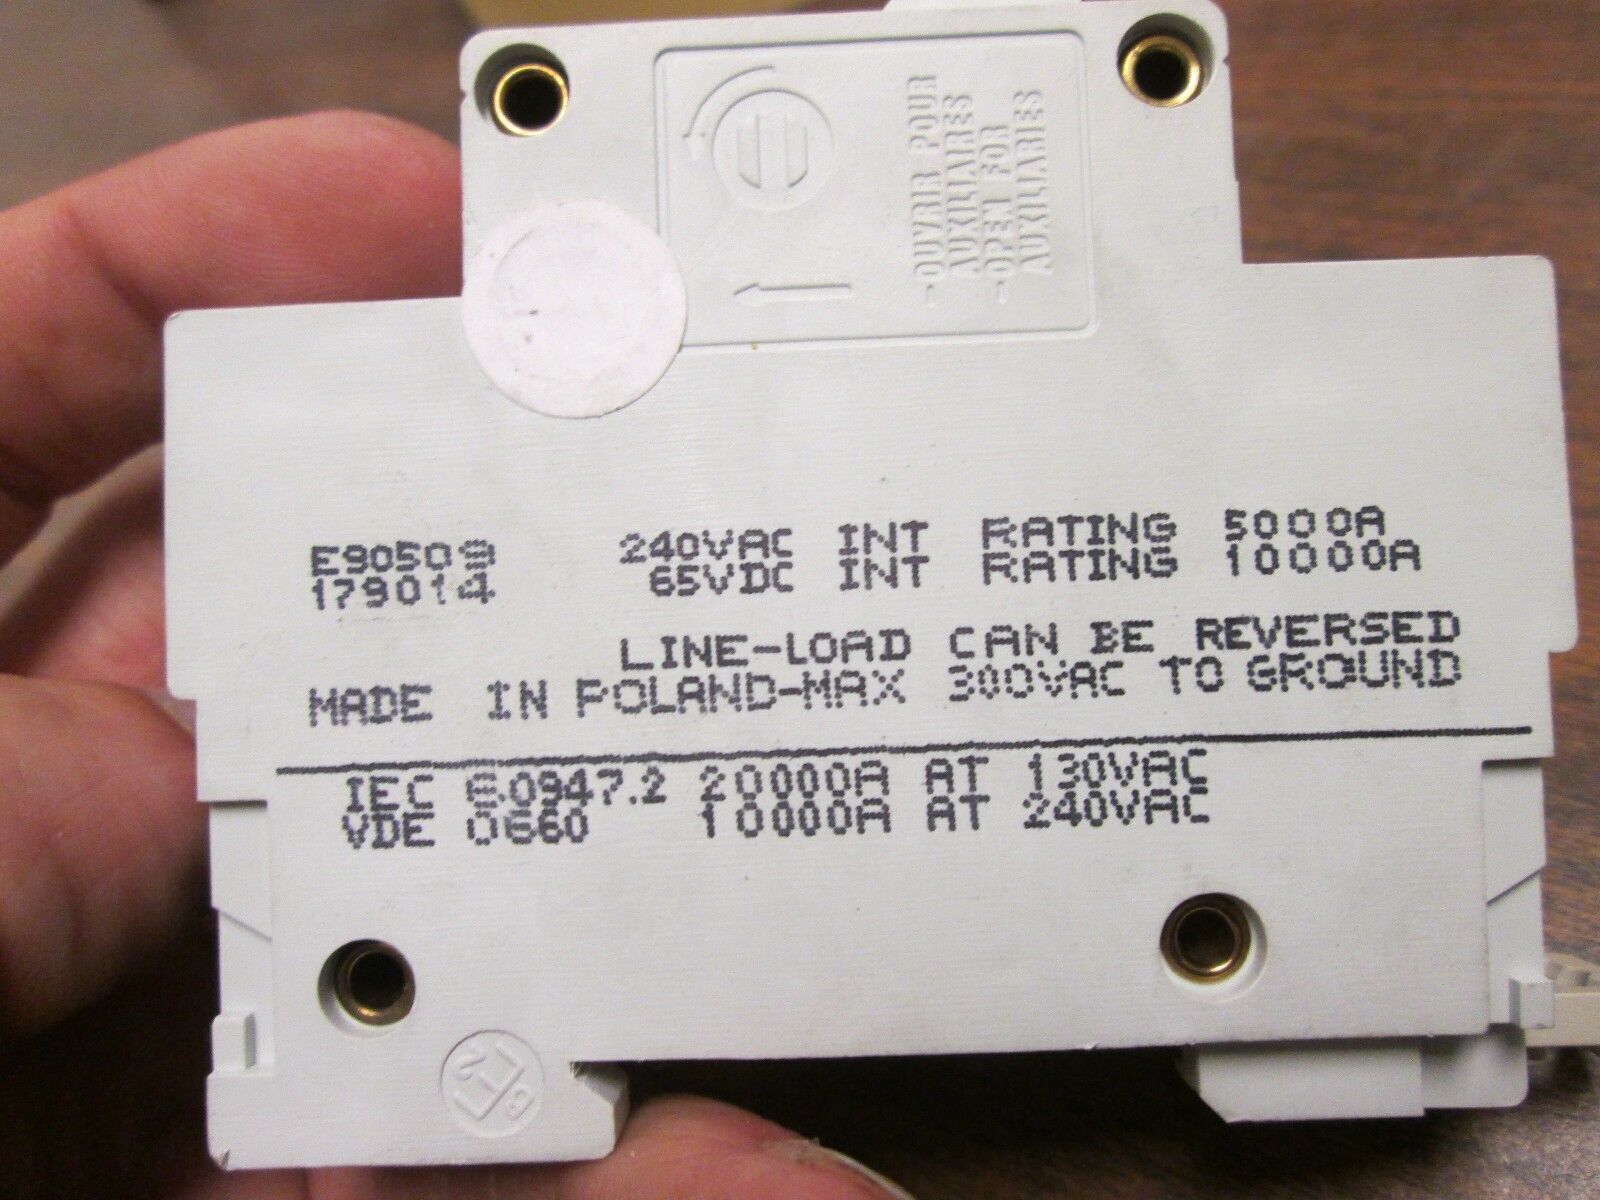 - OUVRIR POUR
AUXILIAIRES
- OPEN FOR
AUXILIARIES
E90509 240VAC INT RATING 5000A
179014 65VDC INT RATING 10000A
LINE-LOAD CAN BE REVERSED
MADE IN POLAND-MAX 300VAC TO GROUND
IEC 60947.2 20000A AT 130VAC
VDE 0660 10000A AT 240VAC